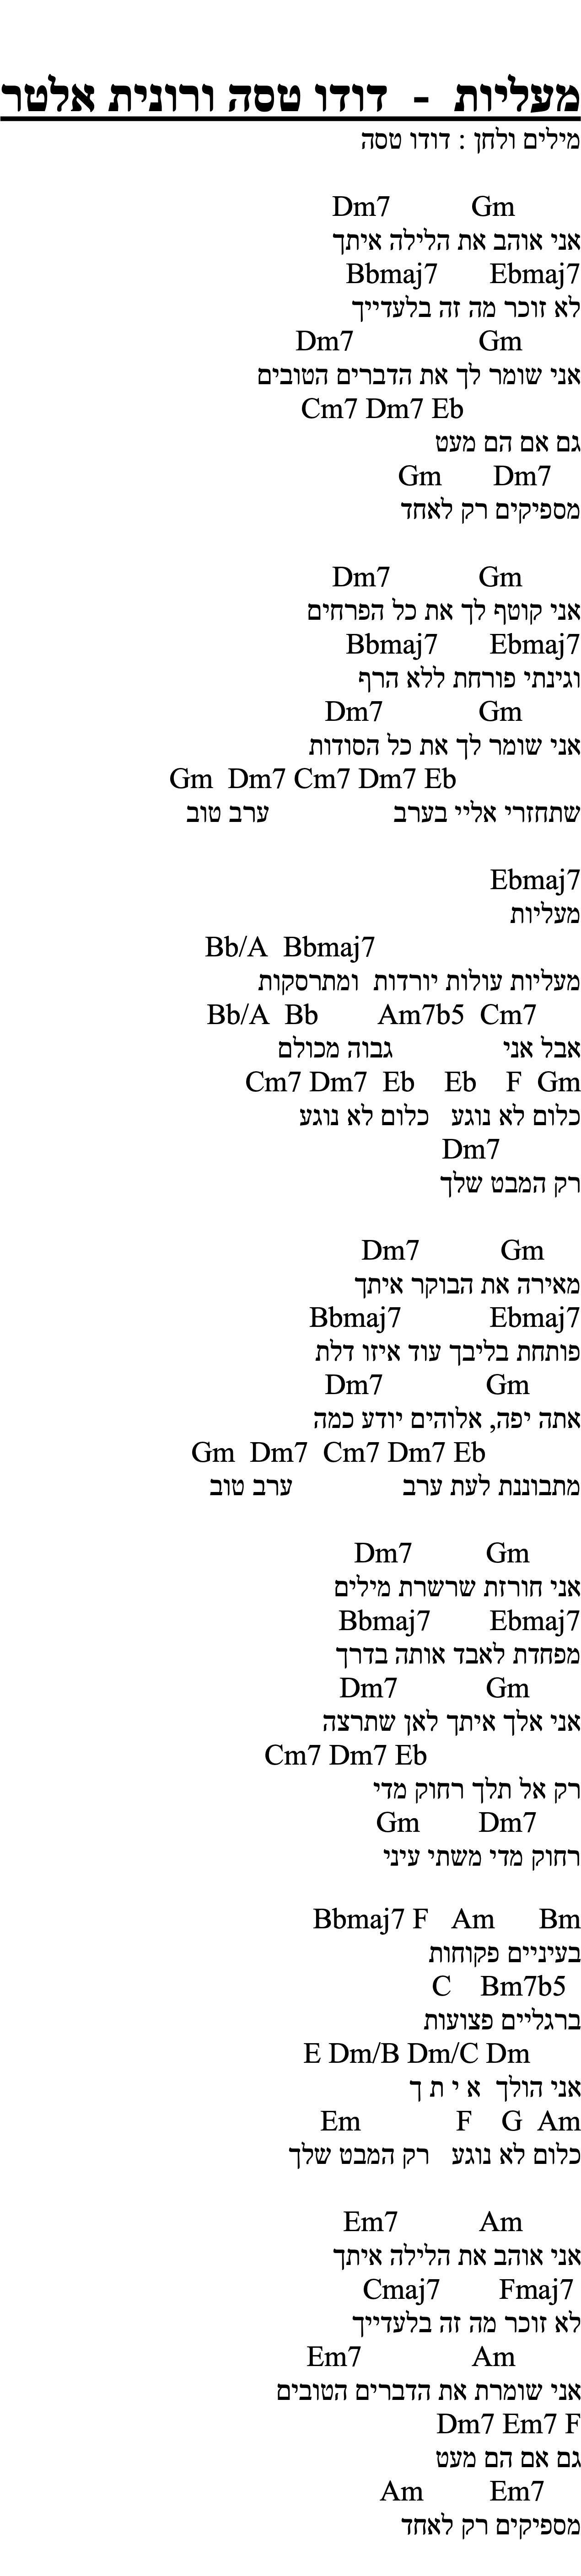 מעליות - דודו טסה ורונית אלטר
מילים ולחן : דודו טסה
Dm7 Gm
אני אוהב את הלילה איתך
Bbmaj7 Ebmaj7
לא זוכר מה זה בלעדייך
Dm7 Gm
אני שומר לך את הדברים הטובים
Cm7 Dm7 Eb
גם אם הם מעט
Gm Dm7
מספיקים רק לאחד
Dm7 Gm
אני קוטף לך את כל הפרחים
Bbmaj7 Ebmaj7
וגינתי פורחת ללא הרף
Dm7 Gm
אני שומר לך את כל הסודות
Gm Dm7 Cm7 Dm7 Eb
שתחזרי אליי בערב ערב טוב
Ebmaj7
מעליות
Bb/A Bbmaj7
מעליות עולות יורדות ומתרסקות
Bb/A Bb Am7b5 Cm7
אבל אני גבוה מכולם
Cm7 Dm7 Eb Eb F Gm
כלום לא נוגע כלום לא נוגע
Dm7
רק המבט שלך
Dm7 Gm
מאירה את הבוקר איתך
Bbmaj7 Ebmaj7
פותחת בליבך עוד איזו דלת
Dm7 Gm
אתה יפה, אלוהים יודע כמה
Gm Dm7 Cm7 Dm7 Eb
מתבוננת לעת ערב ערב טוב
Dm7 Gm
אני חורזת שרשרת מילים
Bbmaj7 Ebmaj7
מפחדת לאבד אותה בדרך
Dm7 Gm
אני אלך איתך לאן שתרצה
Cm7 Dm7 Eb
רק אל תלך רחוק מדי
Gm Dm7
רחוק מדי משתי עיני
Bbmaj7 F Am Bm
בעיניים פקוחות
C Bm7b5
ברגליים פצועות
E Dm/B Dm/C Dm
אני הולך א י ת ך
Em F G Am
כלום לא נוגע רק המבט שלך
Em7 Am
אני אוהב את הלילה איתך
Cmaj7 Fmaj7
לא זוכר מה זה בלעדייך
Em7 Am
אני שומרת את הדברים הטובים
Dm7 Em7 F
גם אם הם מעט
Am Em7
מספיקים רק לאחד